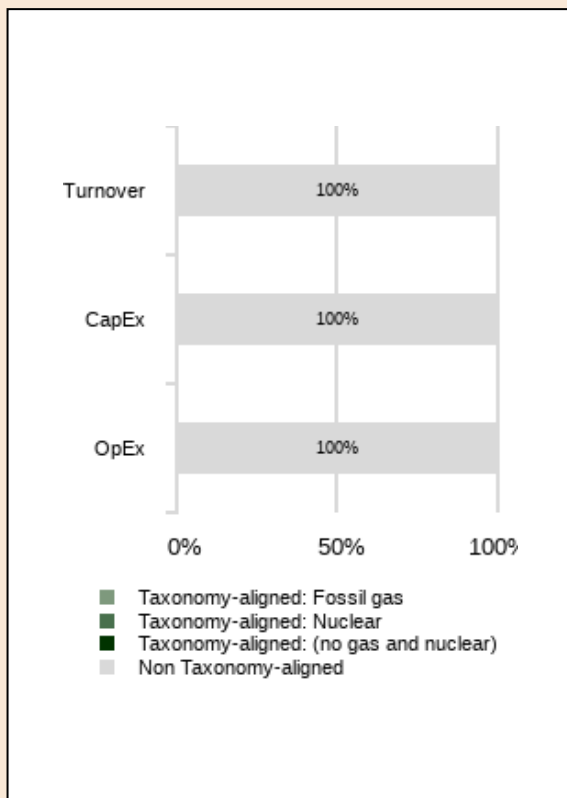 Turnover
100%
CapEx
100%
OpEx
100%
0% 50% 100%
Taxonomy-aligned: Fossil gas
Taxonomy-aligned: Nuclear
Taxonomy-aligned: (no gas and nuclear)
Non Taxonomy-aligned